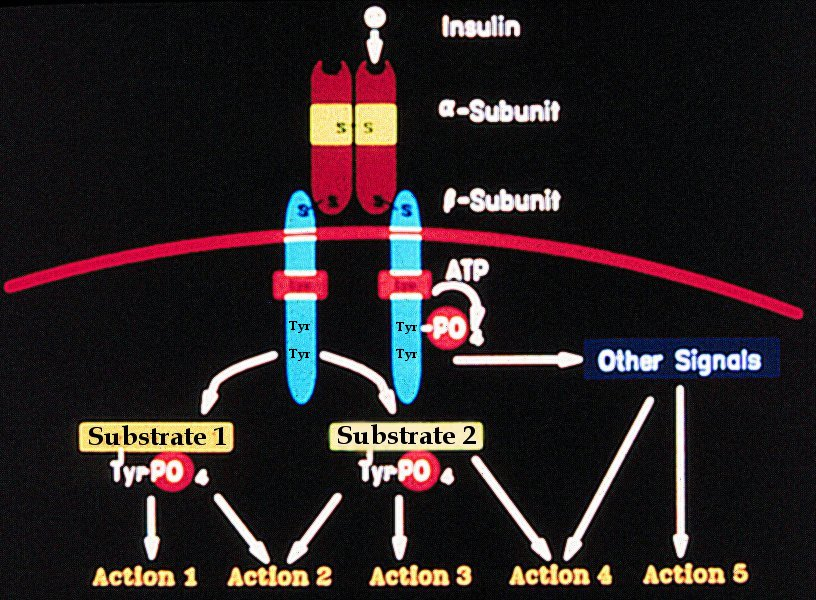 Insulin
α-Subunit
S S
β-Subunit
S S S S
ATP
Tyr Tyr PO4
Tyr Tyr
Other Signals
Substrate 1 Substrate 2
Tyr PO4 Tyr PO4
Action 1 Action 2 Action 3 Action 4 Action 5